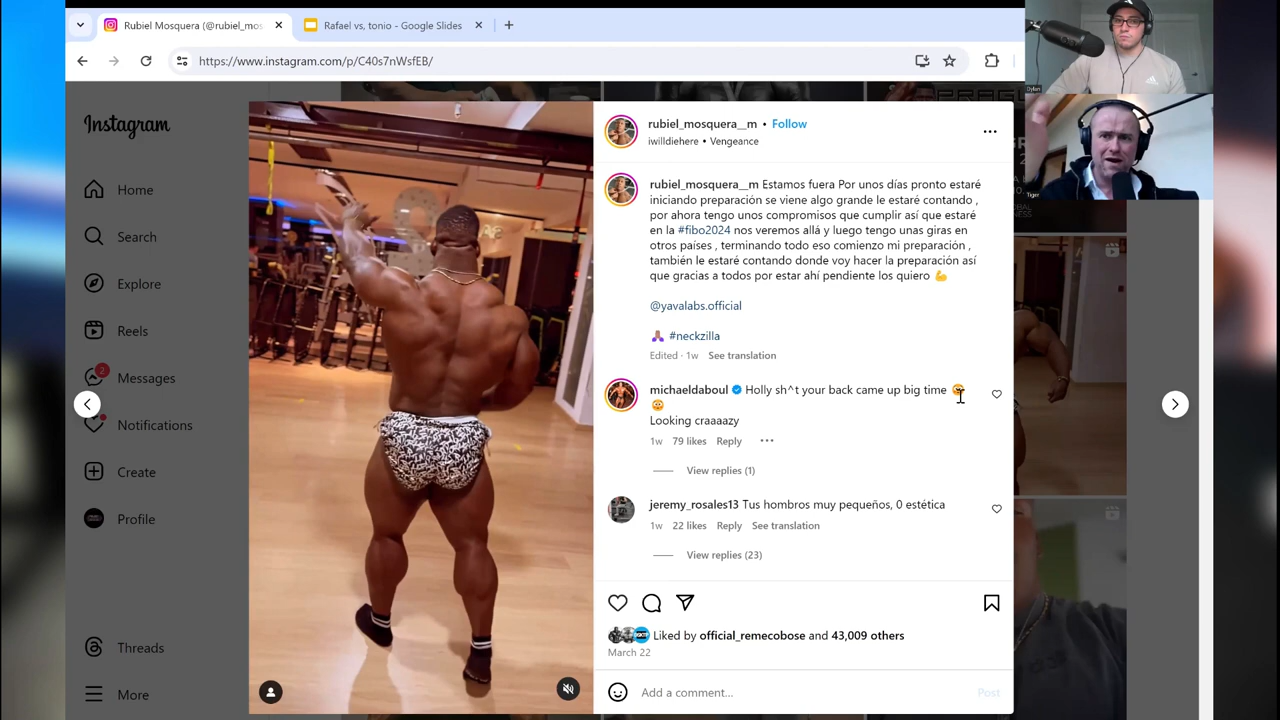 Rubiel Mosquera (@rubiel_mos
Rafael vs, tonio - Google Slides
https://www.instagram.com/p/C40s7nWsfEB/
Instagram
Home
Search
Explore
Reels
2
Messages
Notifications
Create
Profile
Threads
More
rubiel_mosquera__m • Follow
iwilldiehere • Vengeance
rubiel_mosquera__m Estamos fuera Por unos días pronto estaré
iniciando preparación se viene algo grande le estaré contando ,
por ahora tengo unos compromisos que cumplir así que estaré
en la #fibo2024 nos veremos allá y luego tengo unas giras en
otros países , terminando todo eso comienzo mi preparación ,
también le estaré contando donde voy hacer la preparación así
que gracias a todos por estar ahí pendiente los quiero 💪
@yavalabs.official
🙏🏽 #neckzilla
Edited · 1w See translation
michaeldaboul Holly sh^t your back came up big time 😳
😳
Looking craaaazy
1w 79 likes Reply •••
View replies (1)
jeremy_rosales13 Tus hombros muy pequeños, 0 estética
1w 22 likes Reply See translation
View replies (23)
Liked by official_remecobose and 43,009 others
March 22
Add a comment...
Post
Dylan
Tiger
adidas